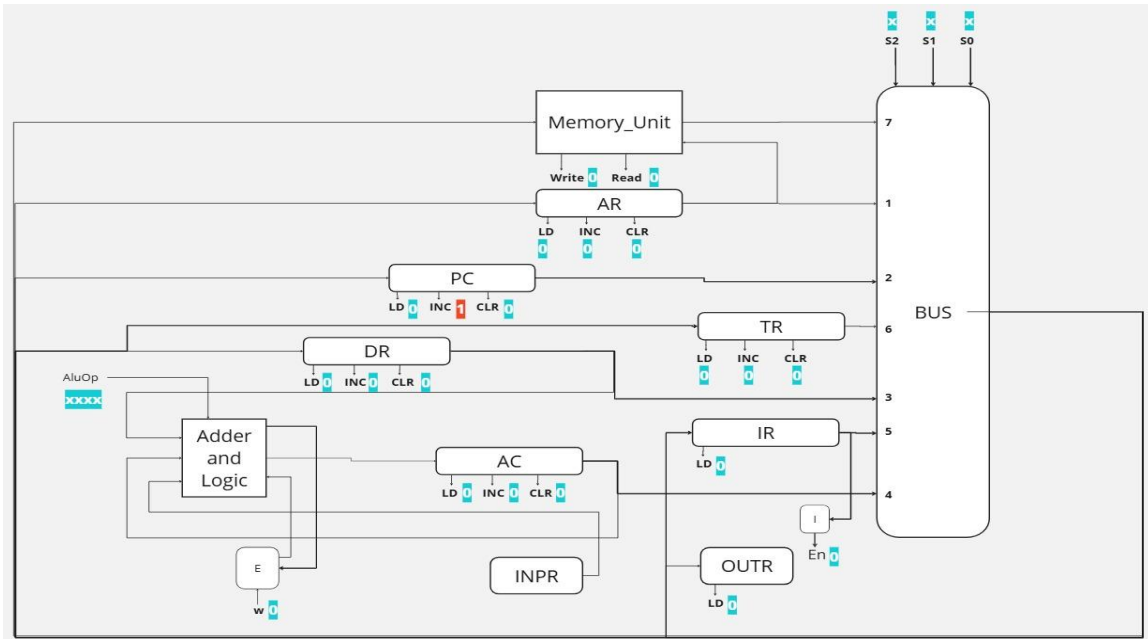 x x x
S2 S1 S0
Memory_Unit
7
Write 0 Read 0
AR
1
LD INC CLR
0 0 0
PC
2
LD 0 INC 1 CLR 0
BUS
TR
6
DR
LD INC CLR
0 0 0
AluOp
LD 0 INC 0 CLR 0
xxxx
3
Adder
and
Logic
IR
5
AC
LD 0
LD 0 INC 0 CLR 0
4
I
En 0
E
INPR
OUTR
w 0
LD 0